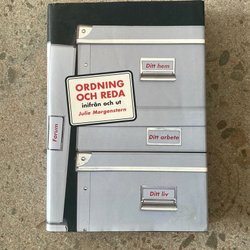 ORDNING
OCH REDA
inifrån och ut
Julie Morgenstern
Forum
Ditt hem
Ditt arbete
Ditt liv